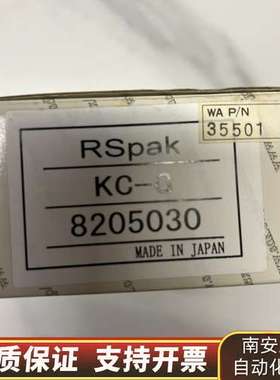 WA P/N
35501
RSpak
8205030
MADE IN JAPAN
质保证 支持开票
南安
自动化